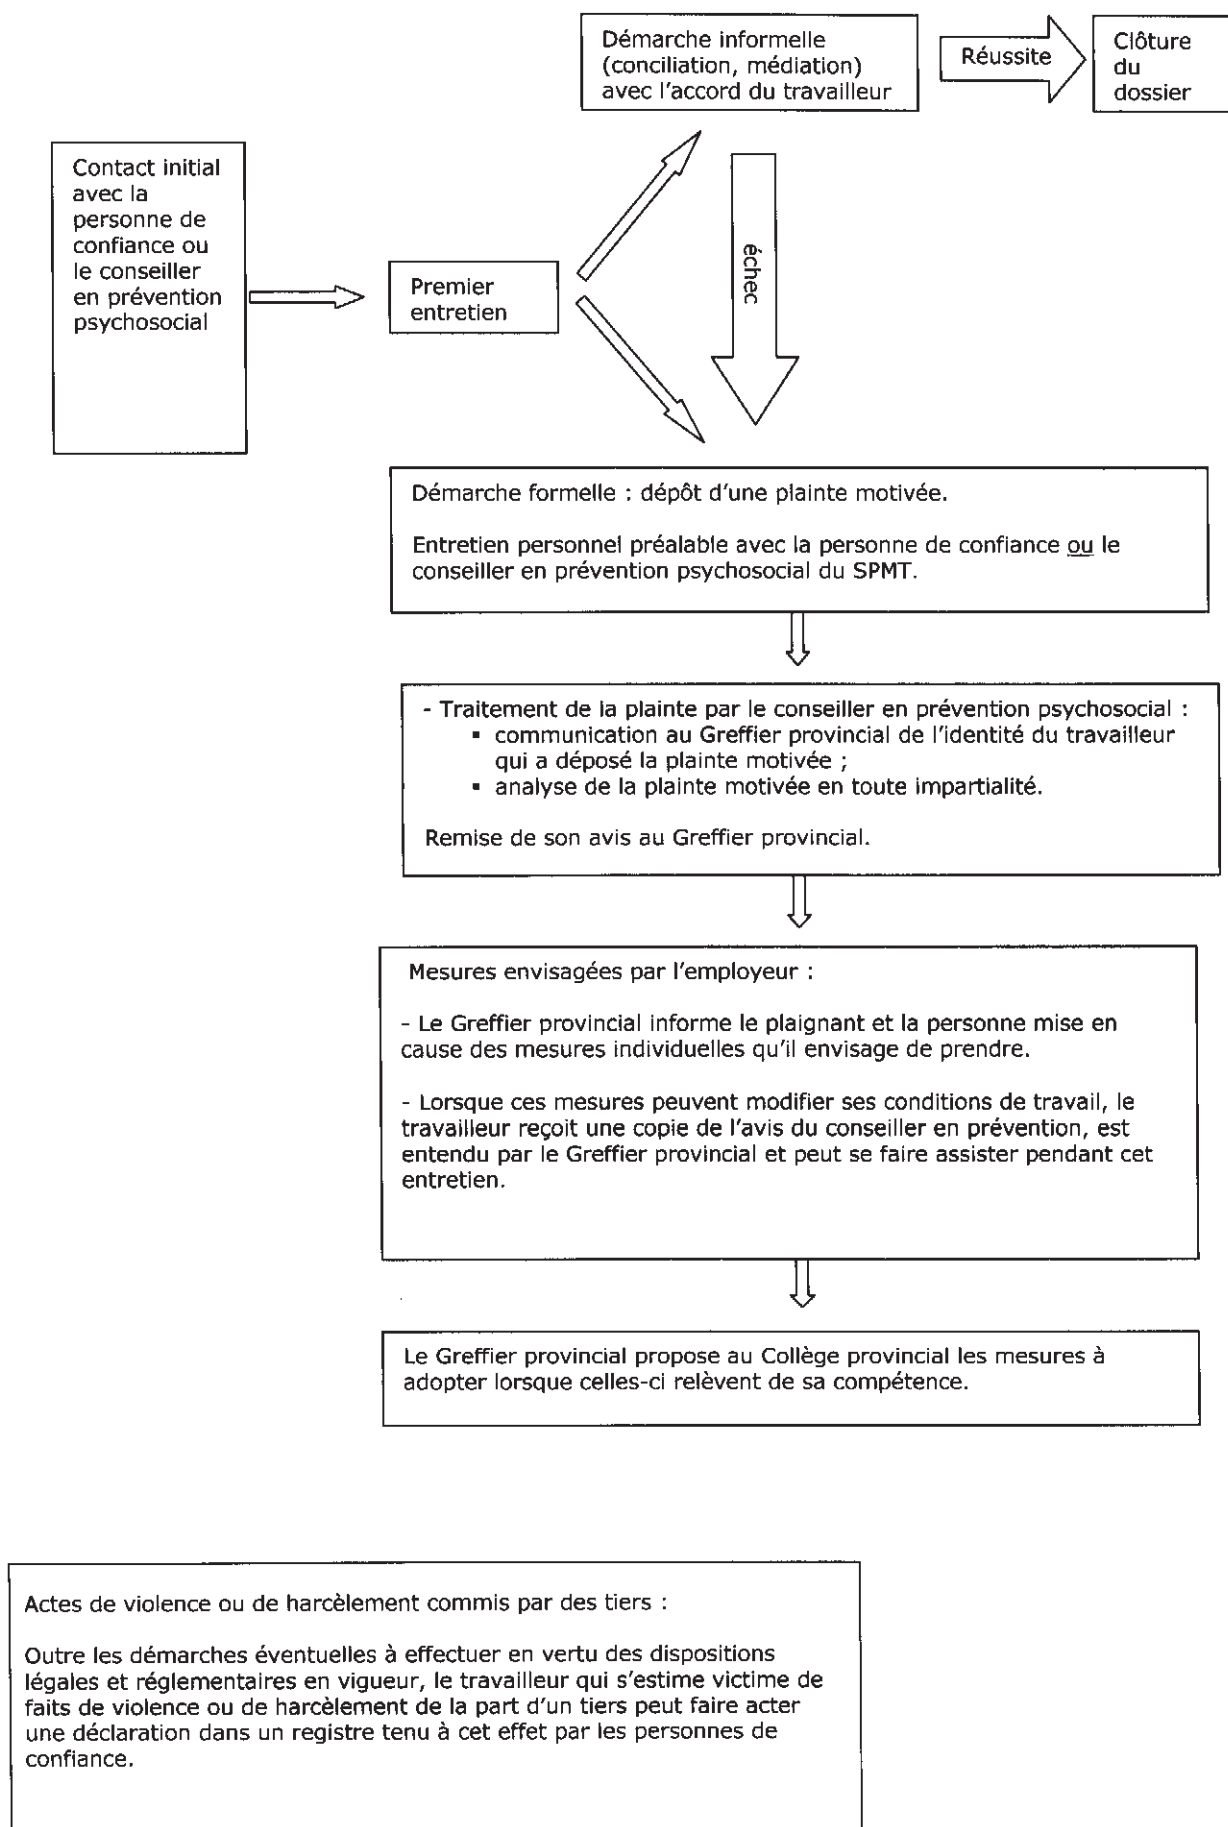 Démarche informelle
(conciliation, médiation)
avec l'accord du travailleur
Réussite
Clôture
du
dossier
Contact initial
avec la
personne de
confiance ou
le conseiller
en prévention
psychosocial
Premier
entretien
échec
Démarche formelle : dépôt d'une plainte motivée.
Entretien personnel préalable avec la personne de confiance ou le
conseiller en prévention psychosocial du SPMT.
- Traitement de la plainte par le conseiller en prévention psychosocial :
▪ communication au Greffier provincial de l'identité du travailleur
qui a déposé la plainte motivée ;
▪ analyse de la plainte motivée en toute impartialité.
Remise de son avis au Greffier provincial.
Mesures envisagées par l'employeur :
- Le Greffier provincial informe le plaignant et la personne mise en
cause des mesures individuelles qu'il envisage de prendre.
- Lorsque ces mesures peuvent modifier ses conditions de travail, le
travailleur reçoit une copie de l'avis du conseiller en prévention, est
entendu par le Greffier provincial et peut se faire assister pendant cet
entretien.
Le Greffier provincial propose au Collège provincial les mesures à
adopter lorsque celles-ci relèvent de sa compétence.
Actes de violence ou de harcèlement commis par des tiers :
Outre les démarches éventuelles à effectuer en vertu des dispositions
légales et réglementaires en vigueur, le travailleur qui s'estime victime de
faits de violence ou de harcèlement de la part d'un tiers peut faire acter
une déclaration dans un registre tenu à cet effet par les personnes de
confiance.